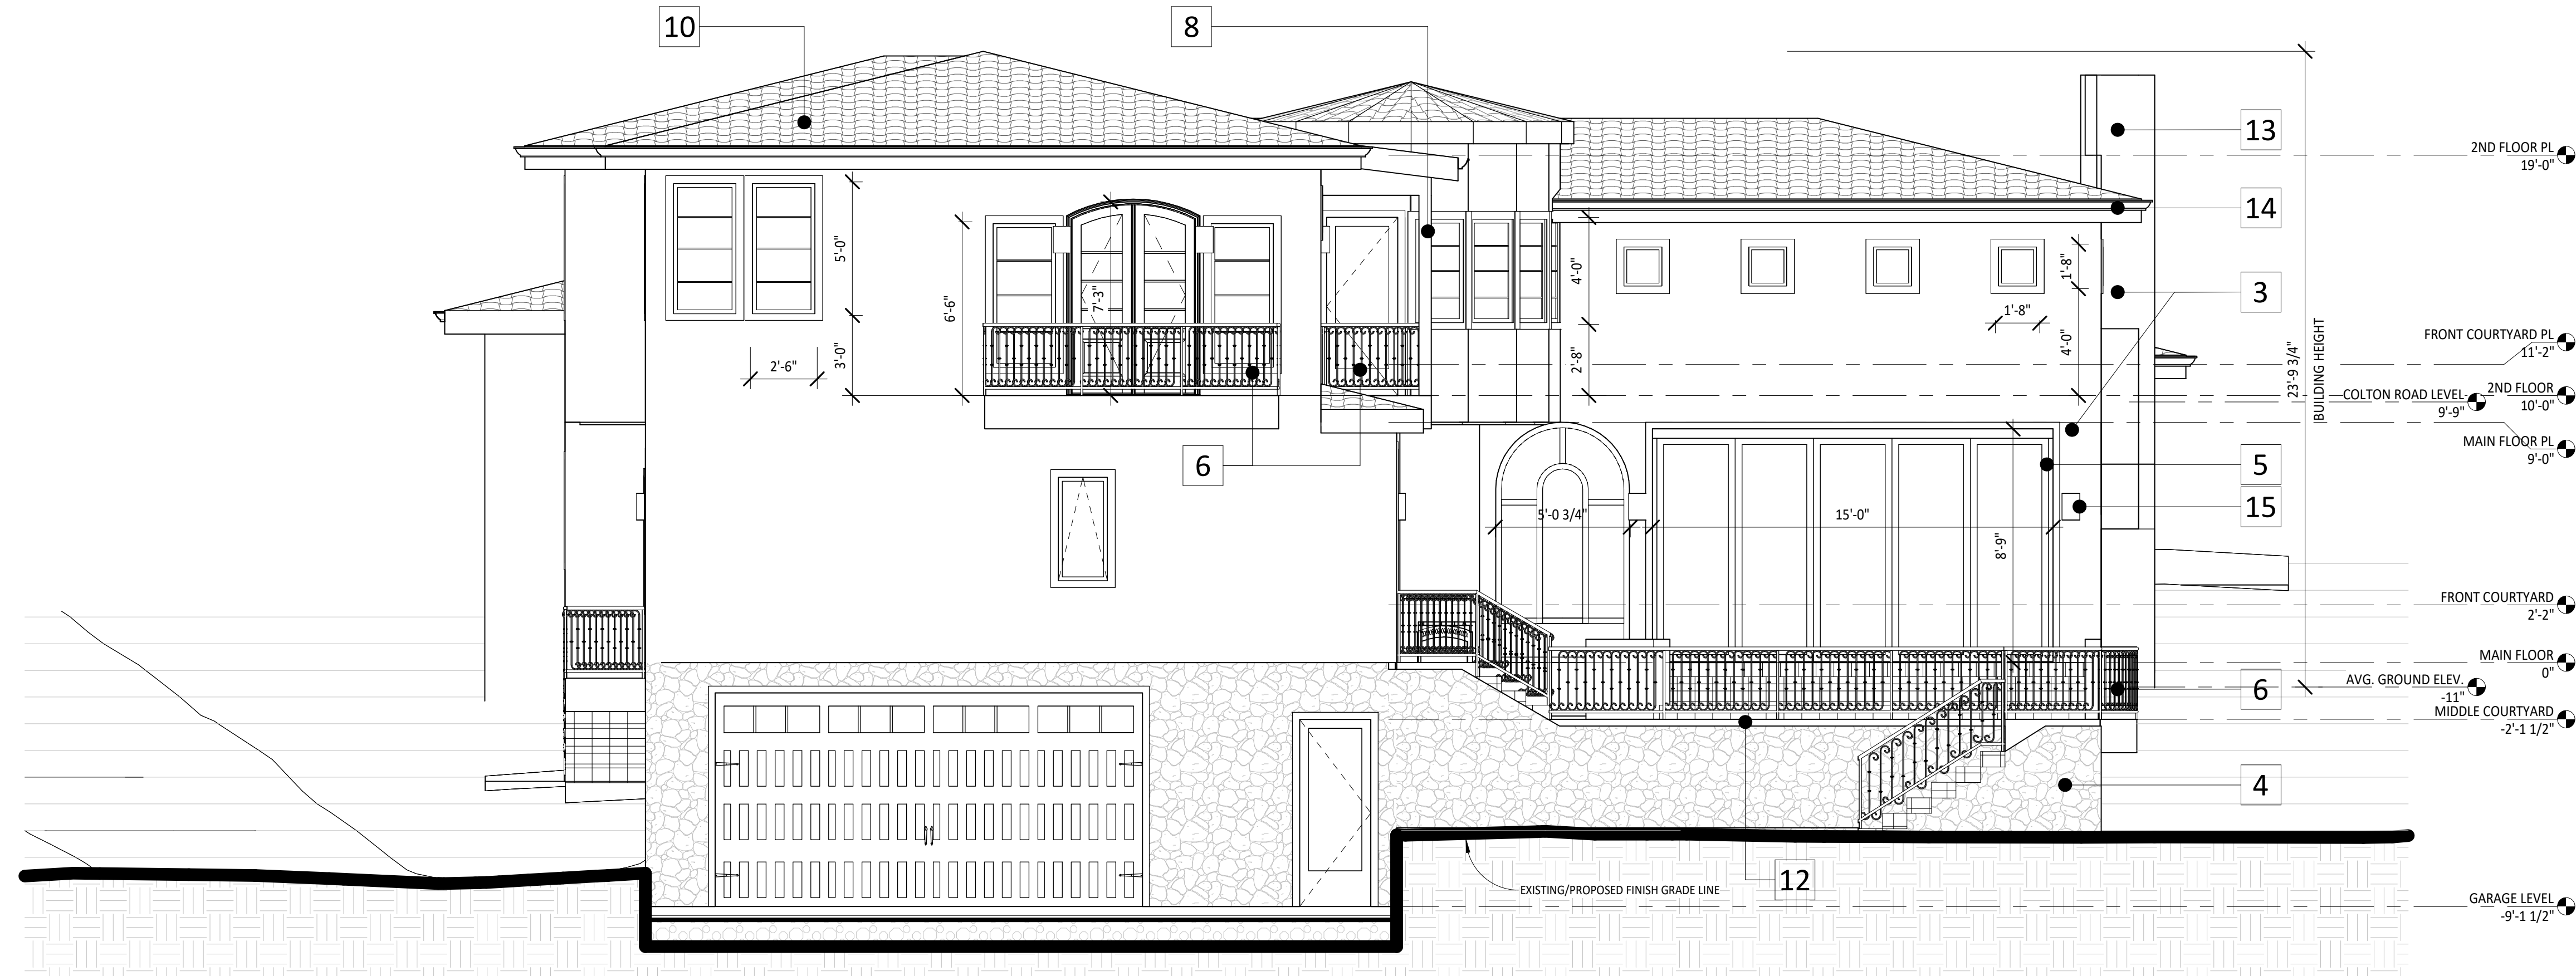 10
8
13
2ND FLOOR PL
19'-0"
14
5'-0"
6'-6"
7'-3"
4'-0"
1'-8"
3
1'-8"
FRONT COURTYARD PL
11'-2"
2'-6"
3'-0"
2'-8"
4'-0"
23'-9 3/4"
BUILDING HEIGHT
COLTON ROAD LEVEL
9'-9"
2ND FLOOR
10'-0"
MAIN FLOOR PL
9'-0"
6
5
15
5'-0 3/4"
15'-0"
8'-9"
FRONT COURTYARD
2'-2"
MAIN FLOOR
0"
AVG. GROUND ELEV.
-11"
6
MIDDLE COURTYARD
-2'-1 1/2"
4
12
EXISTING/PROPOSED FINISH GRADE LINE
GARAGE LEVEL
-9'-1 1/2"